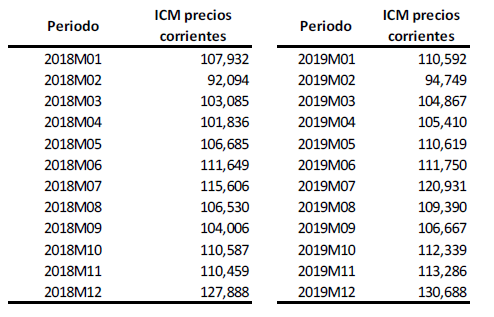 Periodo ICM precios corrientes Periodo ICM precios corrientes
2018M01 107,932 2019M01 110,592
2018M02 92,094 2019M02 94,749
2018M03 103,085 2019M03 104,867
2018M04 101,836 2019M04 105,410
2018M05 106,685 2019M05 110,619
2018M06 111,649 2019M06 111,750
2018M07 115,606 2019M07 120,931
2018M08 106,530 2019M08 109,390
2018M09 104,006 2019M09 106,667
2018M10 110,587 2019M10 112,339
2018M11 110,459 2019M11 113,286
2018M12 127,888 2019M12 130,688